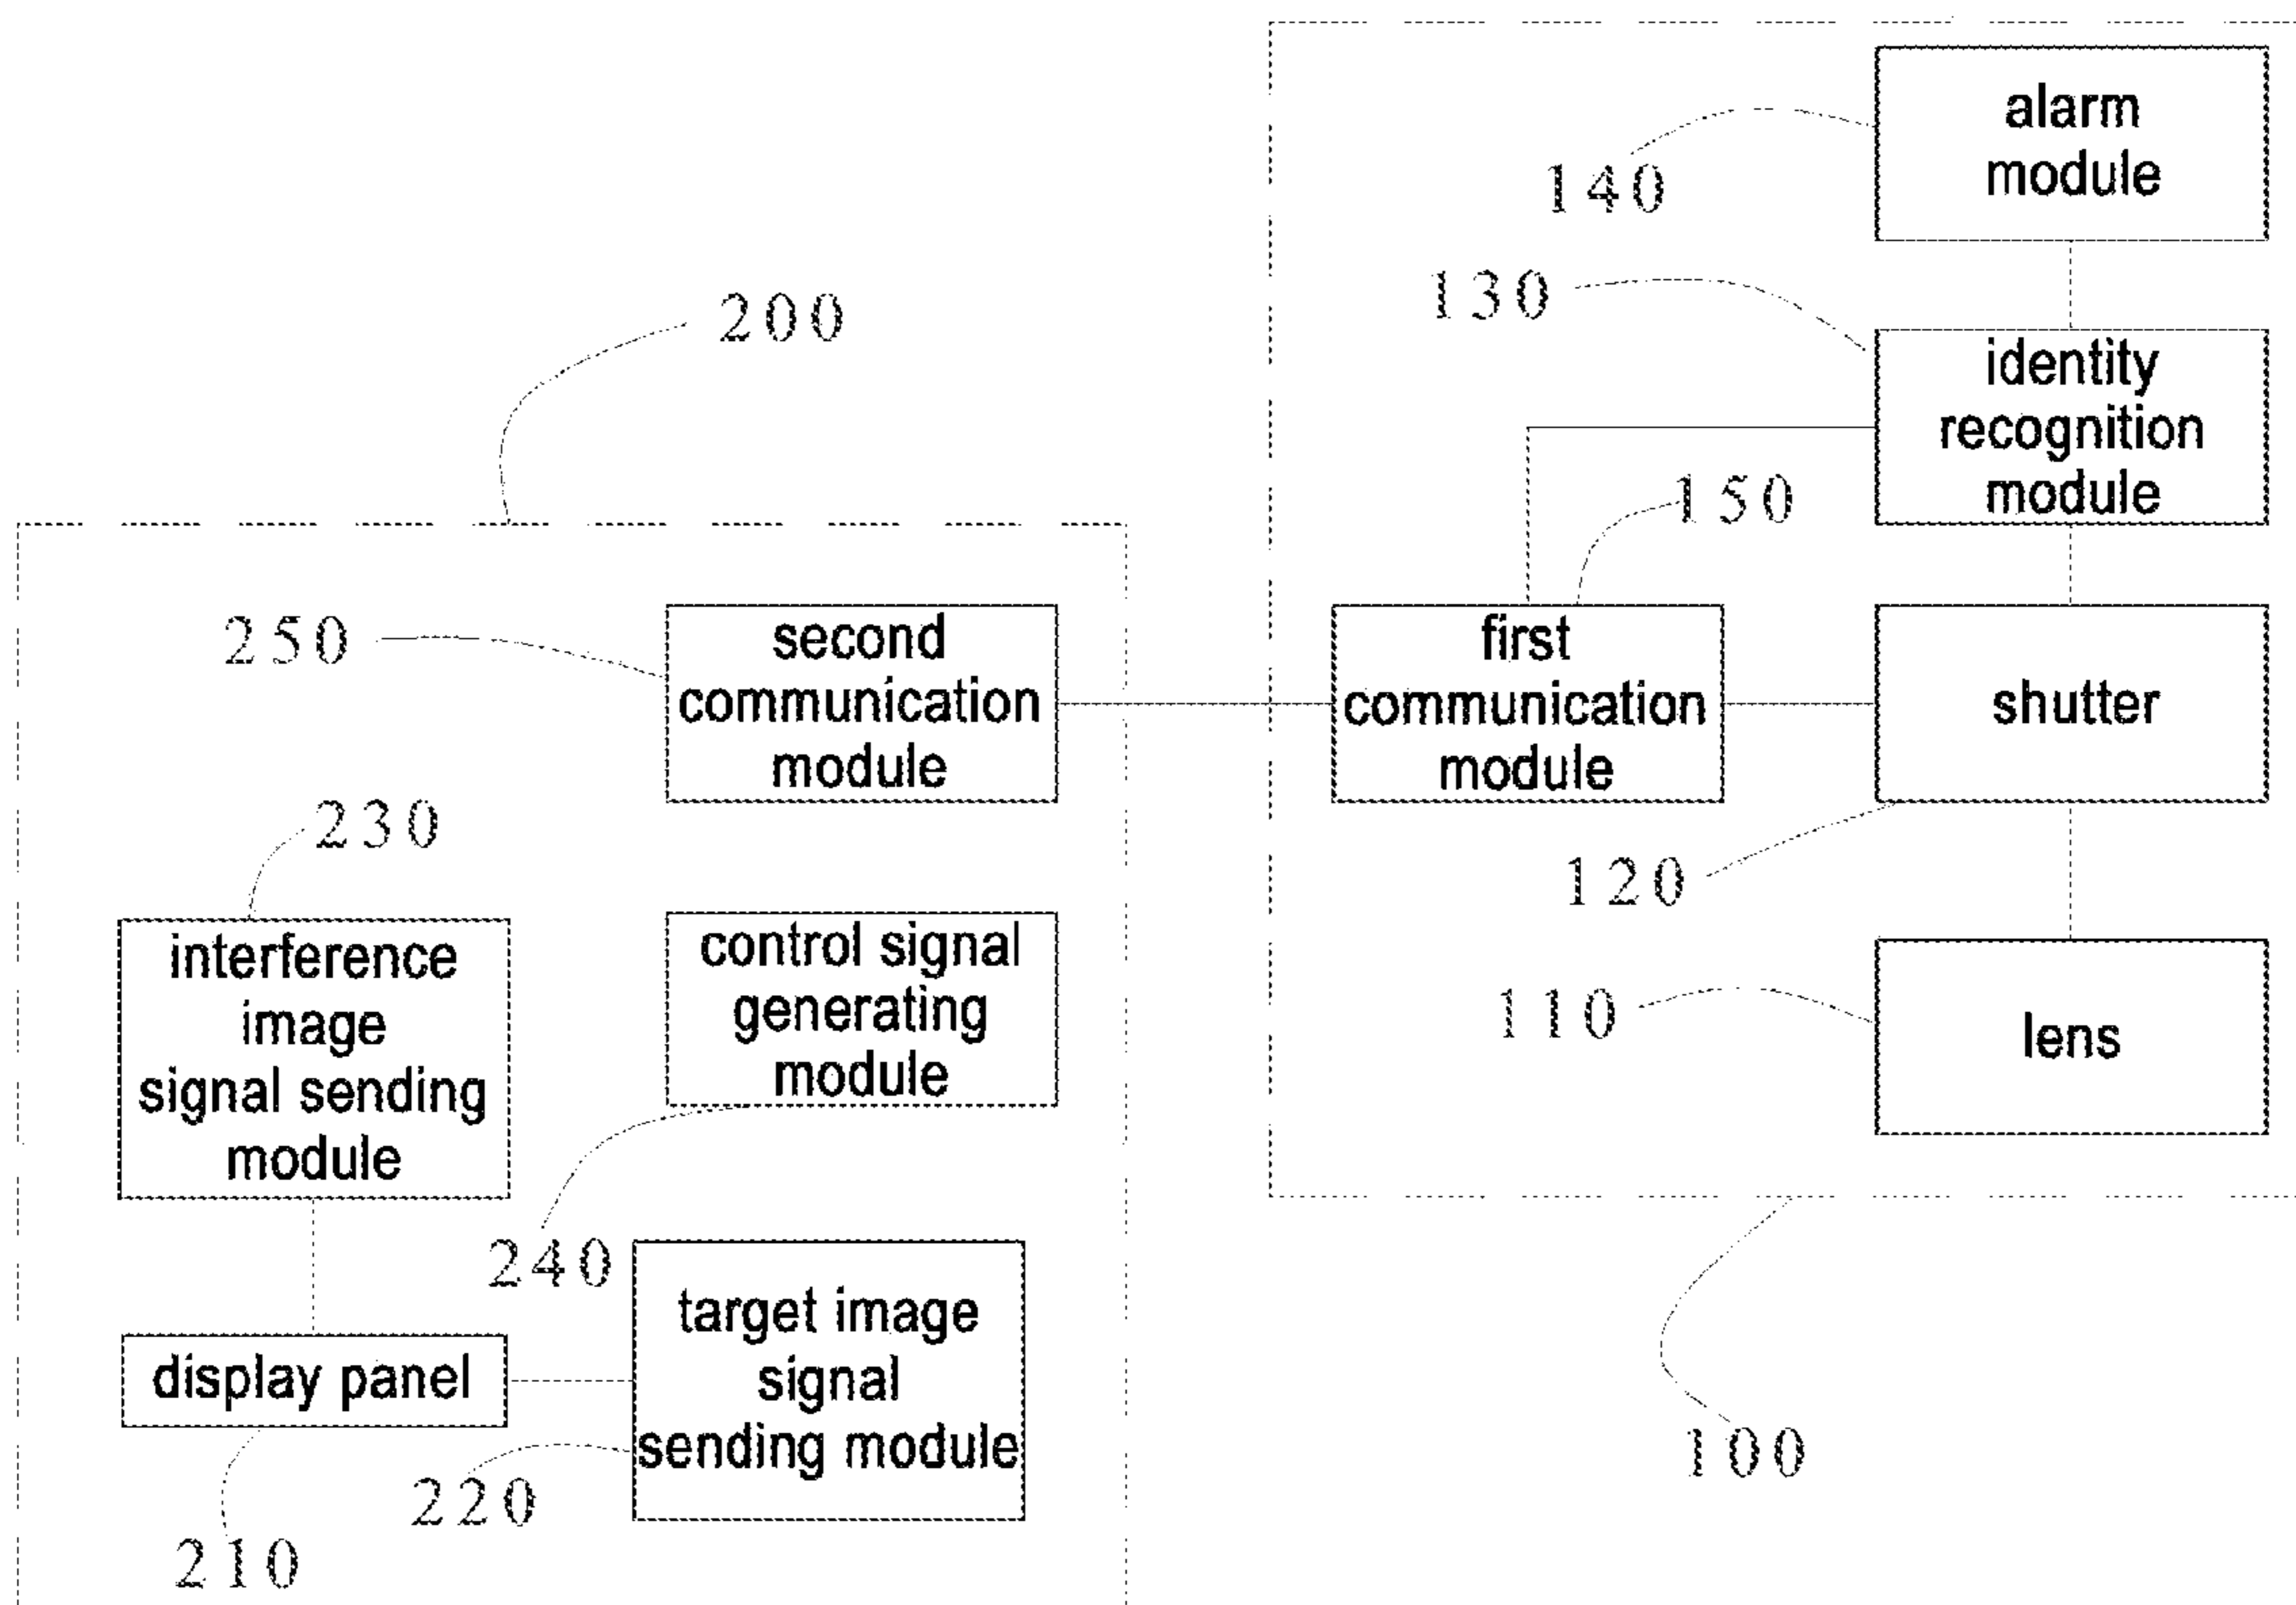 alarm
module
140
130
identity
recognition
module
200
150
second
communication
module
250
first
communication
module
shutter
230
120
interference
image
signal sending
module
control signal
generating
module
110
lens
240
target image
signal
sending module
display panel
100
220
210